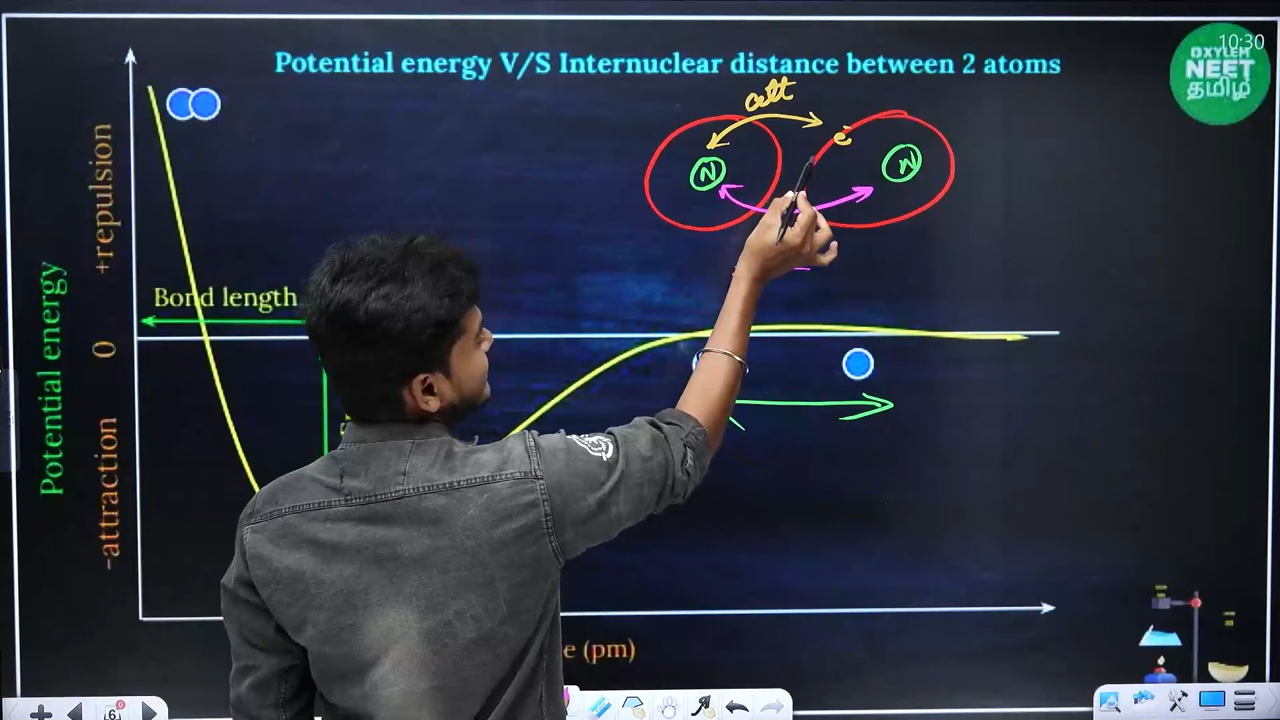 Potential energy V/S Internuclear distance between 2 atoms
10:30
OXYLEM
NEET
தமிழ்
att
e
N
N
+repulsion
Bond length
0
Potential energy
-attraction
e (pm)
6